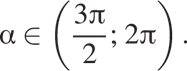 α ∈ (3π/2; 2π).